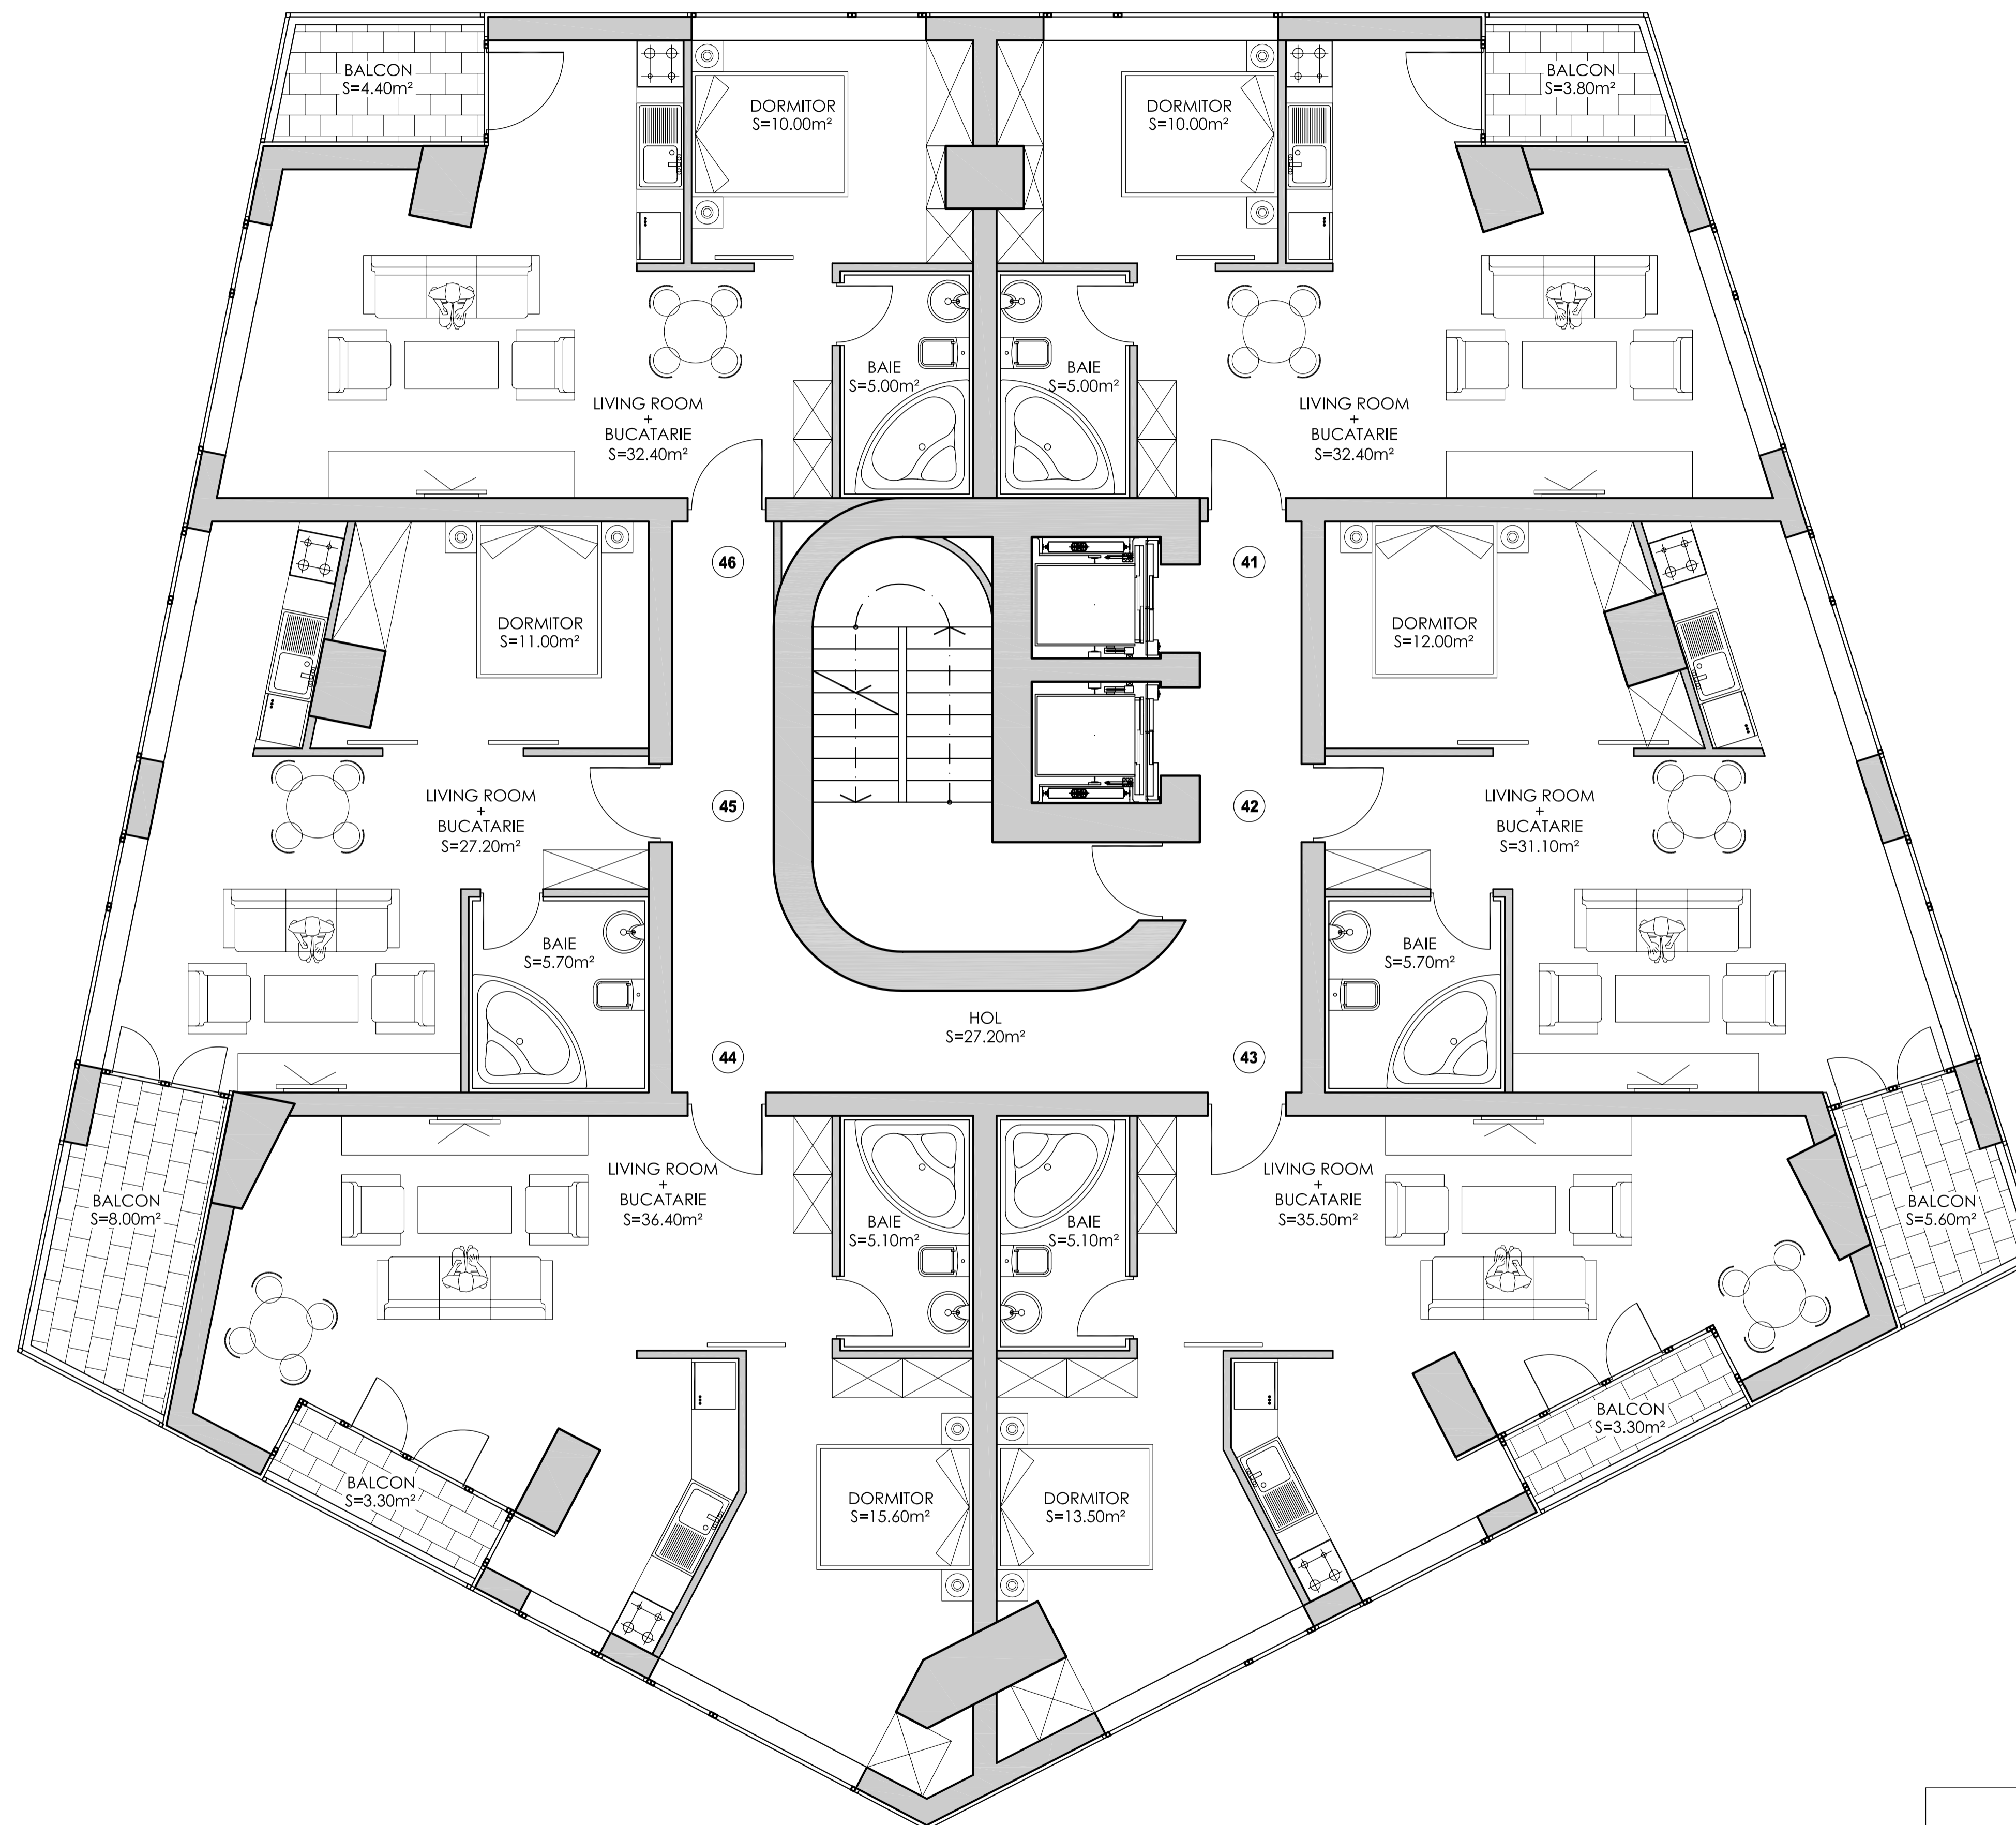 BALCON
S=4.40m²
DORMITOR
S=10.00m²
DORMITOR
S=10.00m²
BALCON
S=3.80m²
BAIE
S=5.00m²
BAIE
S=5.00m²
LIVING ROOM
+
BUCATARIE
S=32.40m²
LIVING ROOM
+
BUCATARIE
S=32.40m²
46
41
DORMITOR
S=11.00m²
DORMITOR
S=12.00m²
LIVING ROOM
+
BUCATARIE
S=27.20m²
45
42
LIVING ROOM
+
BUCATARIE
S=31.10m²
BAIE
S=5.70m²
BAIE
S=5.70m²
HOL
S=27.20m²
44
43
LIVING ROOM
+
BUCATARIE
S=36.40m²
LIVING ROOM
+
BUCATARIE
S=35.50m²
BALCON
S=8.00m²
BAIE
S=5.10m²
BAIE
S=5.10m²
BALCON
S=5.60m²
BALCON
S=3.30m²
BALCON
S=3.30m²
DORMITOR
S=15.60m²
DORMITOR
S=13.50m²